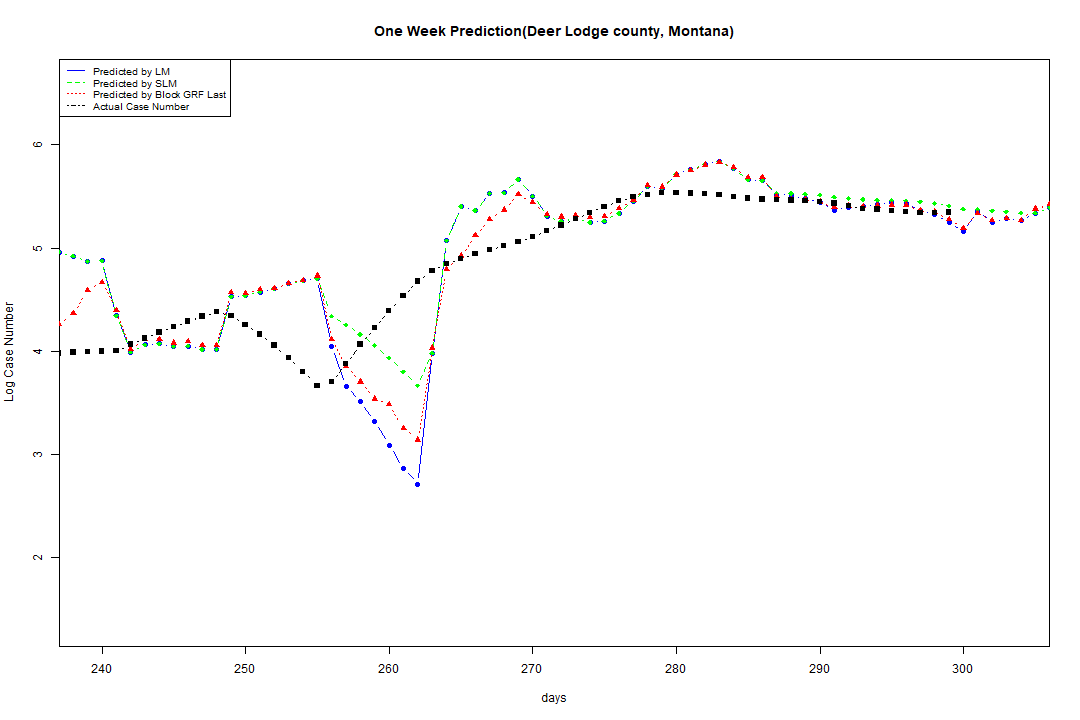 One Week Prediction(Deer Lodge county, Montana)
Predicted by LM
Predicted by SLM
Predicted by Block GRF Last
Actual Case Number
Log Case Number
6
5
4
3
2
240 250 260 270 280 290 300
days